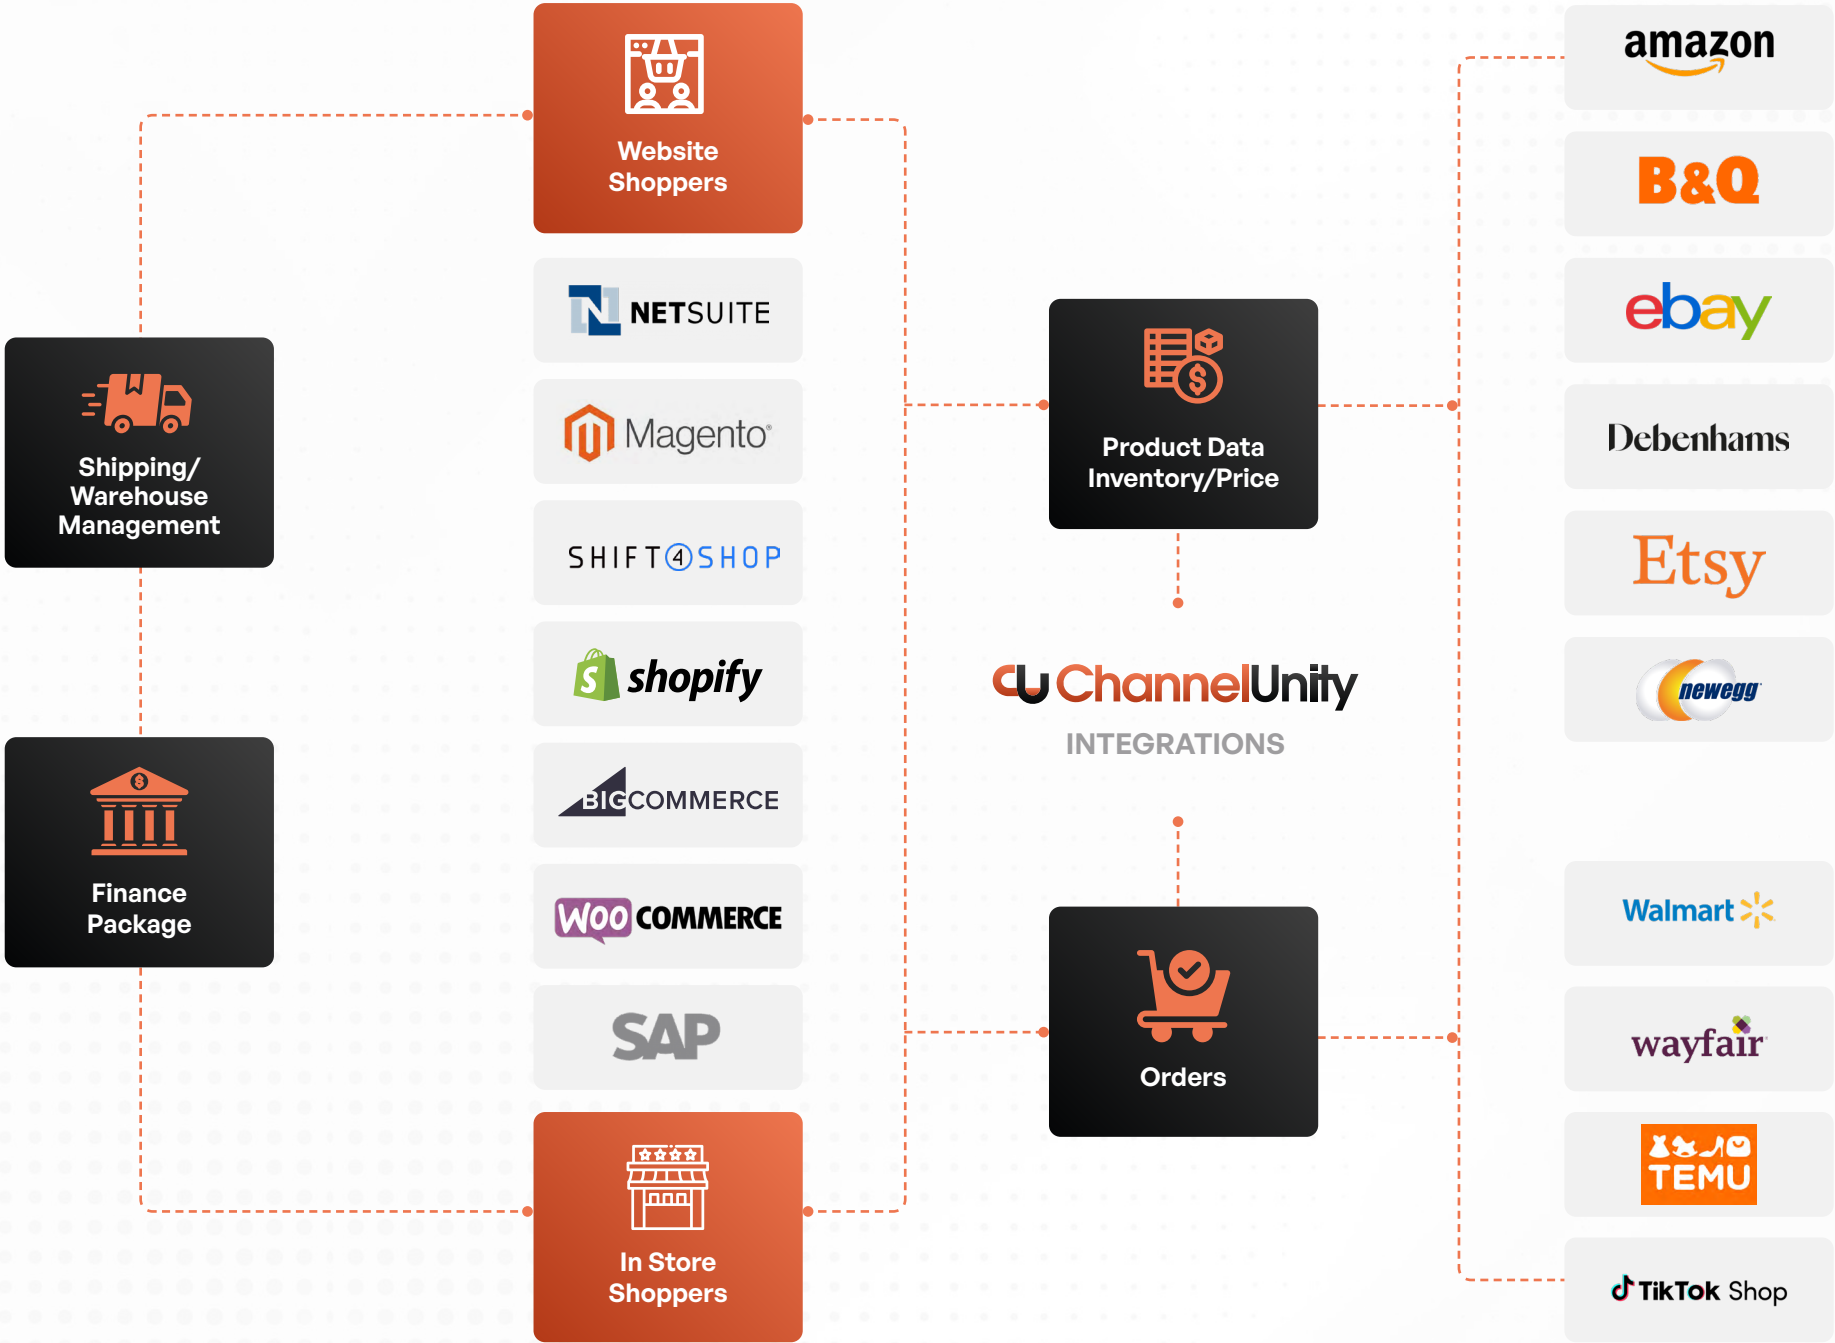 Website
Shoppers
Shipping/
Warehouse
Management
Finance
Package
NETSUITE
Magento®
SHIFT4SHOP
S shopify
BIGCOMMERCE
WOO COMMERCE
SAP
In Store
Shoppers
$
Product Data
Inventory/Price
CU ChannelUnity
INTEGRATIONS
Orders
amazon
B&Q
ebay
Debenhams
Etsy
newegg
Walmart
wayfair
TEMU
TikTok Shop